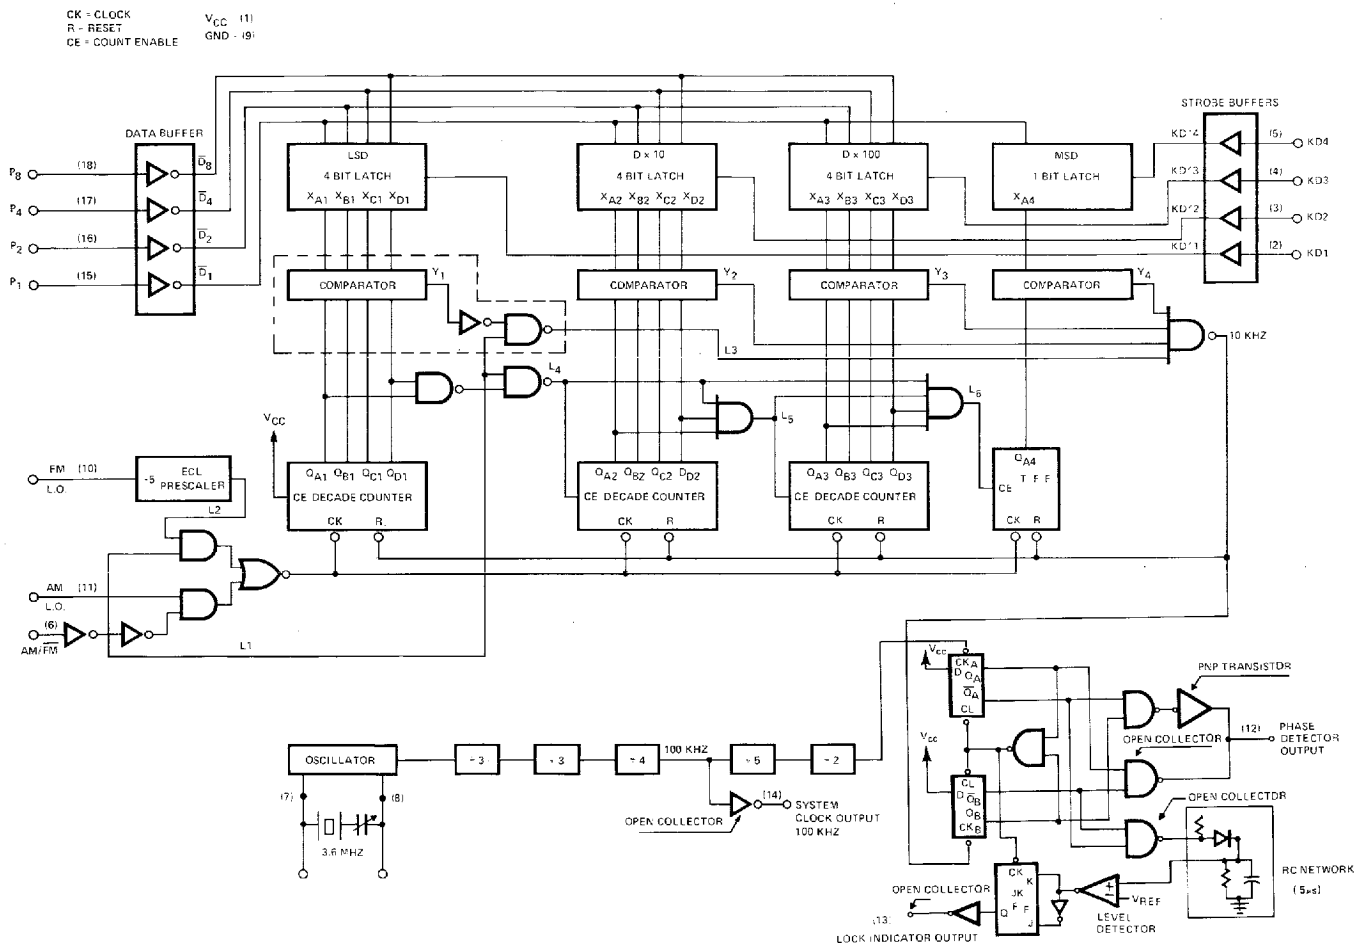 CK = CLOCK
R - RESET
CE = COUNT ENABLE
VCC (1)
GND - (9)
STROBE BUFFERS
DATA BUFFER
P8 (18) D8
P4 (17) D4
P2 (16) D2
P1 (15) D1
LSD
4 BIT LATCH
XA1 XB1 XC1 XD1
D x 10
4 BIT LATCH
XA2 XB2 XC2 XD2
D x 100
4 BIT LATCH
XA3 XB3 XC3 XD3
MSD
1 BIT LATCH
XA4
KD'4 (5) KD4
KD'3 (4) KD3
KD'2 (3) KD2
KD'1 (2) KD1
COMPARATOR Y1
COMPARATOR Y2
COMPARATOR Y3
COMPARATOR Y4
10 KHZ
L3
L4
L5
L6
VCC
FM (10)
L.O.
-5 ECL
PRESCALER
L2
QA1 QB1 QC1 QD1
CE DECADE COUNTER
CK R
QA2 QB2 QC2 DD2
CE DECADE COUNTER
CK R
QA3 QB3 QC3 QD3
CE DECADE COUNTER
CK R
QA4
T F F
CE
CK R
AM (11)
L.O.
(6)
AM/FM
L1
VCC
CKA
D QA
QA
CL
PNP TRANSISTOR
OPEN COLLECTOR
(12) PHASE
DETECTOR
OUTPUT
OSCILLATOR
÷3
÷3
÷4
100 KHZ
÷5
÷2
(7) (8)
3.6 MHZ
(14) SYSTEM
CLOCK OUTPUT
100 KHZ
OPEN COLLECTOR
VCC
CL
D QB
QB
CKB
OPEN COLLECTOR
RC NETWORK
(5µs)
CK
K
JK
F F
Q
J
VREF
LEVEL
DETECTOR
OPEN COLLECTOR
(13)
LOCK INDICATOR OUTPUT